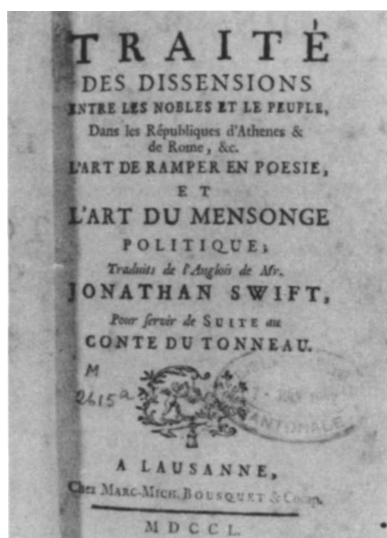 TRAITÉ
DES DISSENSIONS
ENTRE LES NOBLES ET LE PEUPLE,
Dans les Républiques d'Athenes &
de Rome, &c.
L'ART DE RAMPER EN POESIE,
ET
L'ART DU MENSONGE
POLITIQUE;
Traduits de l'Anglois de Mr.
JONATHAN SWIFT,
Pour servir de SUITE au
CONTE DU TONNEAU.
M
2615a
CANTONALE
A LAUSANNE,
Chez MARC-MICH. BOUSQUET & Comp.
MDCCL.